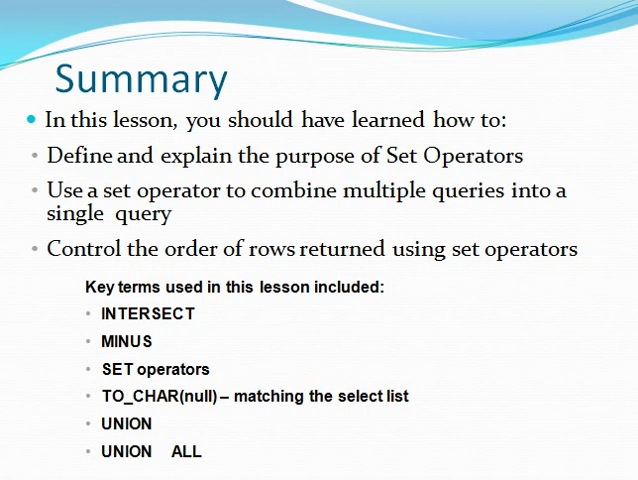 Summary
• In this lesson, you should have learned how to:
• Define and explain the purpose of Set Operators
• Use a set operator to combine multiple queries into a
single query
• Control the order of rows returned using set operators
Key terms used in this lesson included:
• INTERSECT
• MINUS
• SET operators
• TO_CHAR(null) – matching the select list
• UNION
• UNION ALL